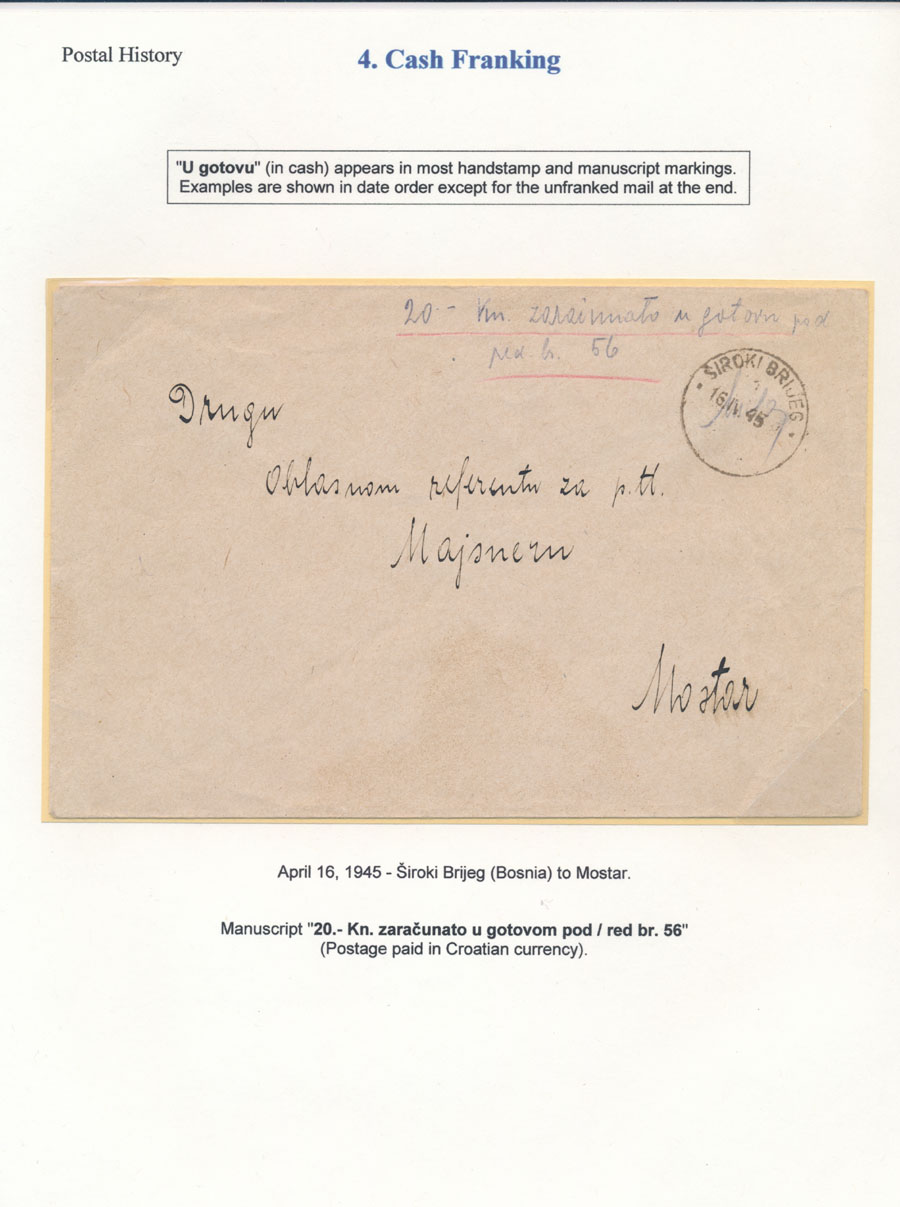 Postal History
4. Cash Franking
"U gotovu" (in cash) appears in most handstamp and manuscript markings.
Examples are shown in date order except for the unfranked mail at the end.
20.- Kn. zaračunato u gotovu pod
red. br. 56
ŠIROKI BRIJEG
16.IV.45
Drugu
Oblasnom referentu za p.tt.
Majsneru
Mostar
April 16, 1945 - Široki Brijeg (Bosnia) to Mostar.
Manuscript "20.- Kn. zaračunato u gotovom pod / red br. 56"
(Postage paid in Croatian currency).